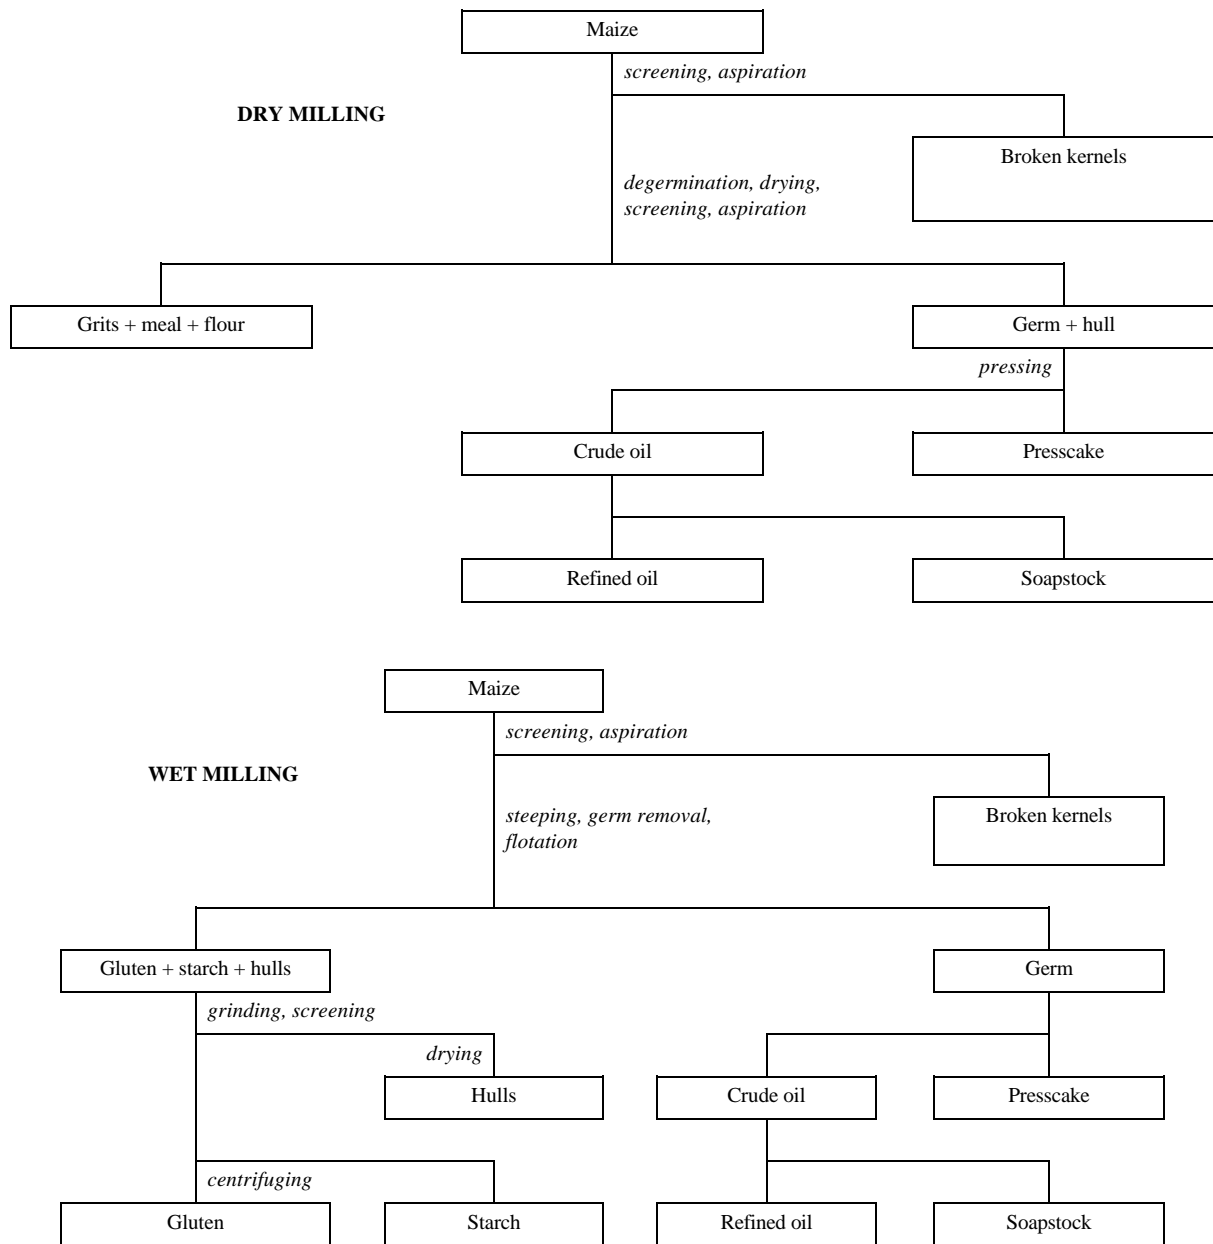 Maize
screening, aspiration
DRY MILLING
Broken kernels
degermination, drying,
screening, aspiration
Grits + meal + flour
Germ + hull
pressing
Crude oil
Presscake
Refined oil
Soapstock
Maize
screening, aspiration
WET MILLING
Broken kernels
steeping, germ removal,
flotation
Gluten + starch + hulls
Germ
grinding, screening
drying
Hulls
Crude oil
Presscake
centrifuging
Gluten
Starch
Refined oil
Soapstock